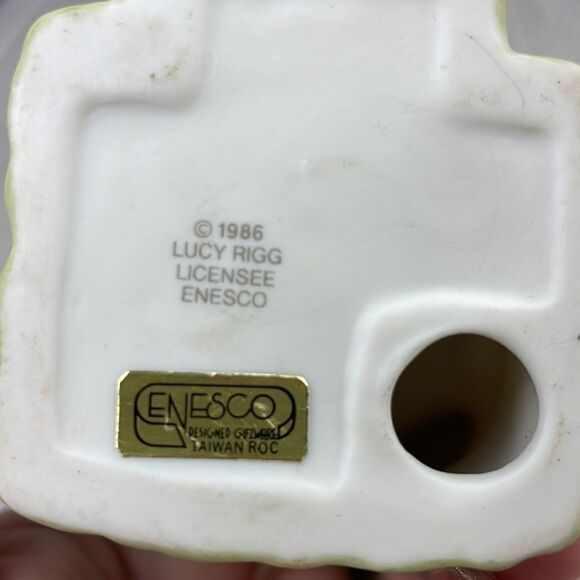 © 1986
LUCY RIGG
LICENSEE
ENESCO
ENESCO
DESIGNED GIFTWARE
TAIWAN ROC